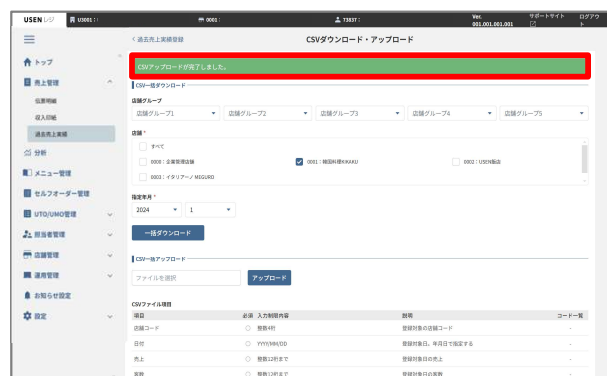 USEN レジ U3001： 0001： 73837： Ver. 001.001.001.001 サポートサイト ログアウト
トップ
売上管理
伝票明細
収入印紙
過去売上実績
分析
メニュー管理
セルフオーダー管理
UTO/UMO管理
担当者管理
店舗管理
運用管理
お知らせ設定
設定
< 過去売上実績登録 CSVダウンロード・アップロード
CSVアップロードが完了しました。
CSV一括ダウンロード
店舗グループ
店舗グループ1 店舗グループ2 店舗グループ3 店舗グループ4 店舗グループ5
店舗 *
すべて
0000：企業管理店舗 0001：韓国料理HIKAKU 0002：USEN飯店
0003：イタリアーノ MEGURO
指定年月 *
2024 1
一括ダウンロード
CSV一括アップロード
ファイルを選択 アップロード
CSVファイル項目
項目 必須 入力制限内容 説明 コード一覧
店舗コード ○ 整数4桁 登録対象の店舗コード -
日付 ○ YYYY/MM/DD 登録対象日。年月日で指定する -
売上 ○ 整数12桁まで 登録対象日の売上 -
客数 ○ 整数12桁まで 登録対象日の客数 -